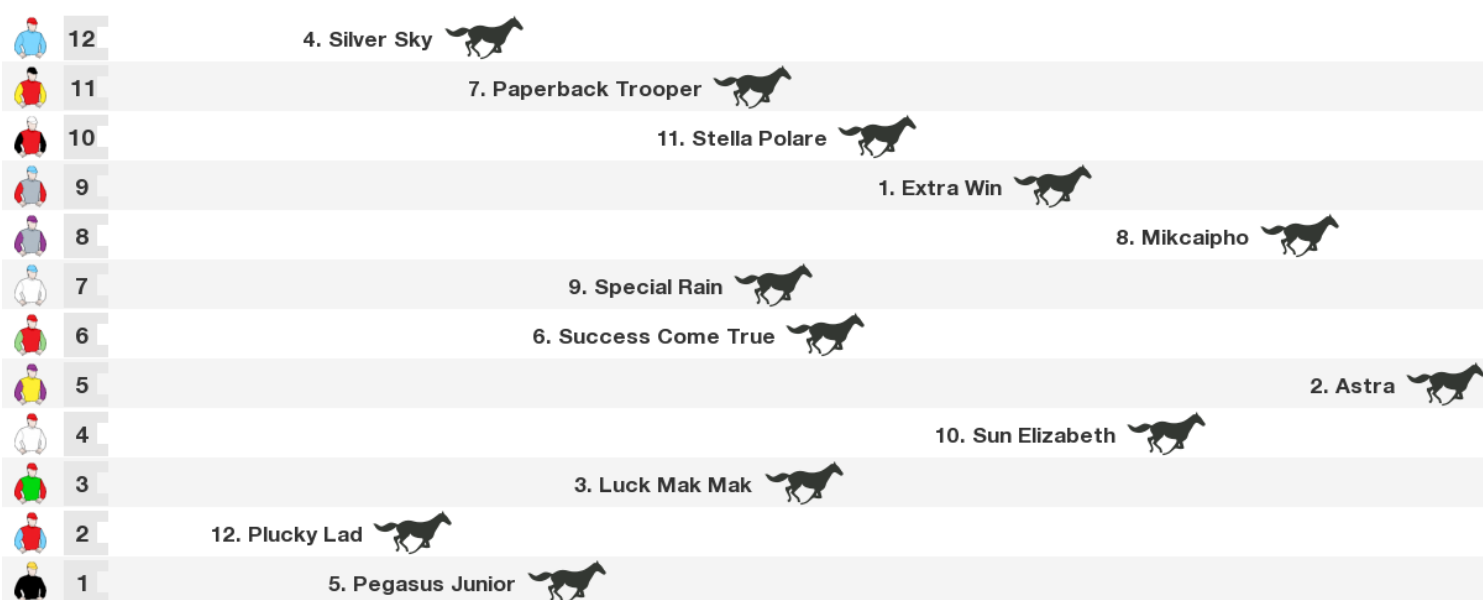 12 4. Silver Sky
11 7. Paperback Trooper
10 11. Stella Polare
9 1. Extra Win
8 8. Mikcaipho
7 9. Special Rain
6 6. Success Come True
5 2. Astra
4 10. Sun Elizabeth
3 3. Luck Mak Mak
2 12. Plucky Lad
1 5. Pegasus Junior